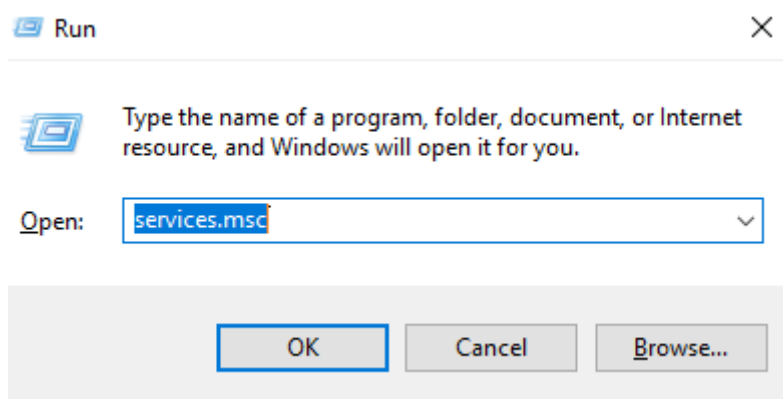 Run
Type the name of a program, folder, document, or Internet
resource, and Windows will open it for you.
Open:
services.msc
OK
Cancel
Browse...